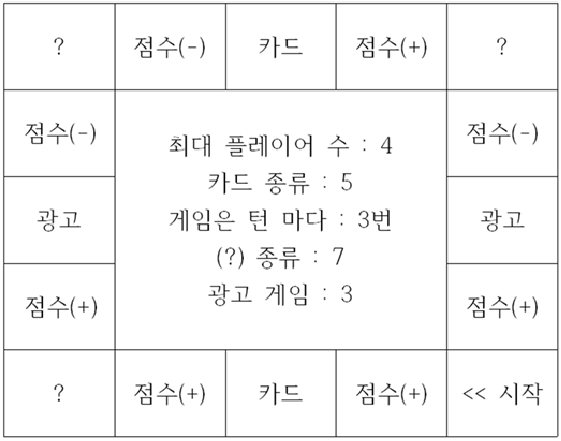 ? 점수(-) 카드 점수(+) ?
점수(-) 점수(-)
최대 플레이어 수 : 4
카드 종류 : 5
광고 게임은 턴 마다 : 3번 광고
(?) 종류 : 7
광고 게임 : 3
점수(+) 점수(+)
? 점수(+) 카드 점수(+) << 시작